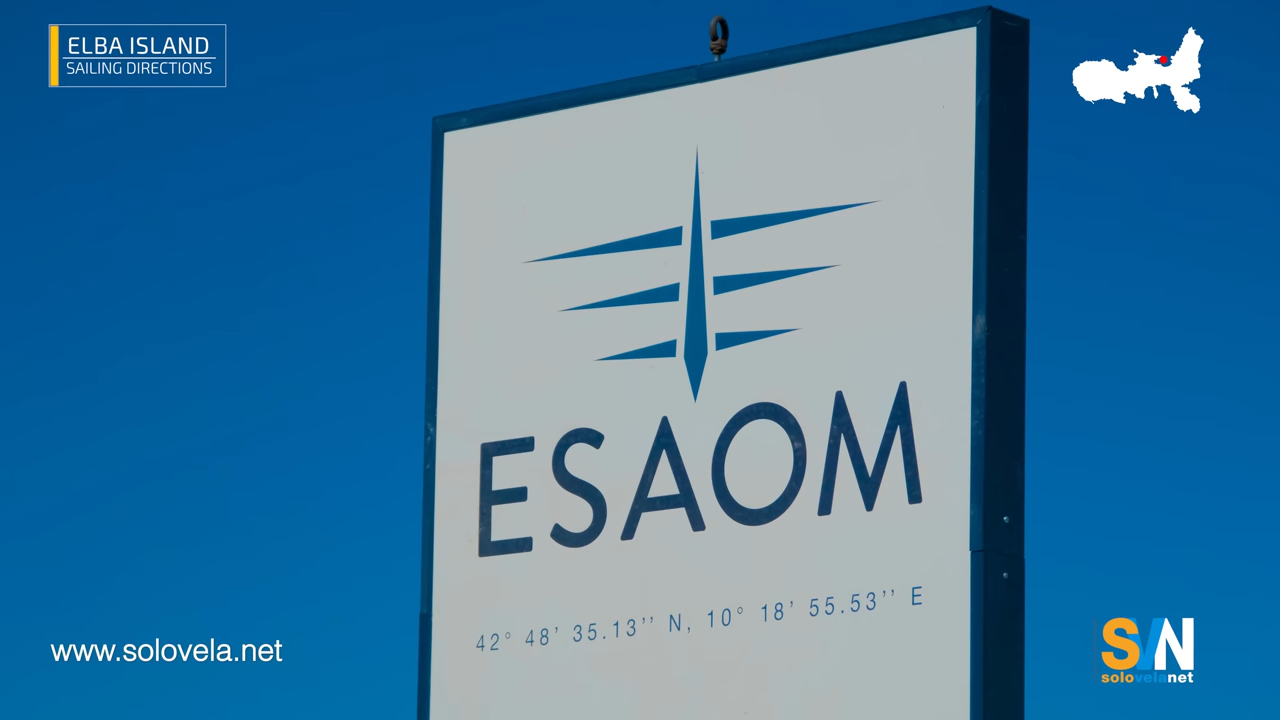 ELBA ISLAND
SAILING DIRECTIONS
ESAOM
42° 48’ 35.13’’ N, 10° 18’ 55.53’’ E
www.solovela.net
SVN
solovelanet